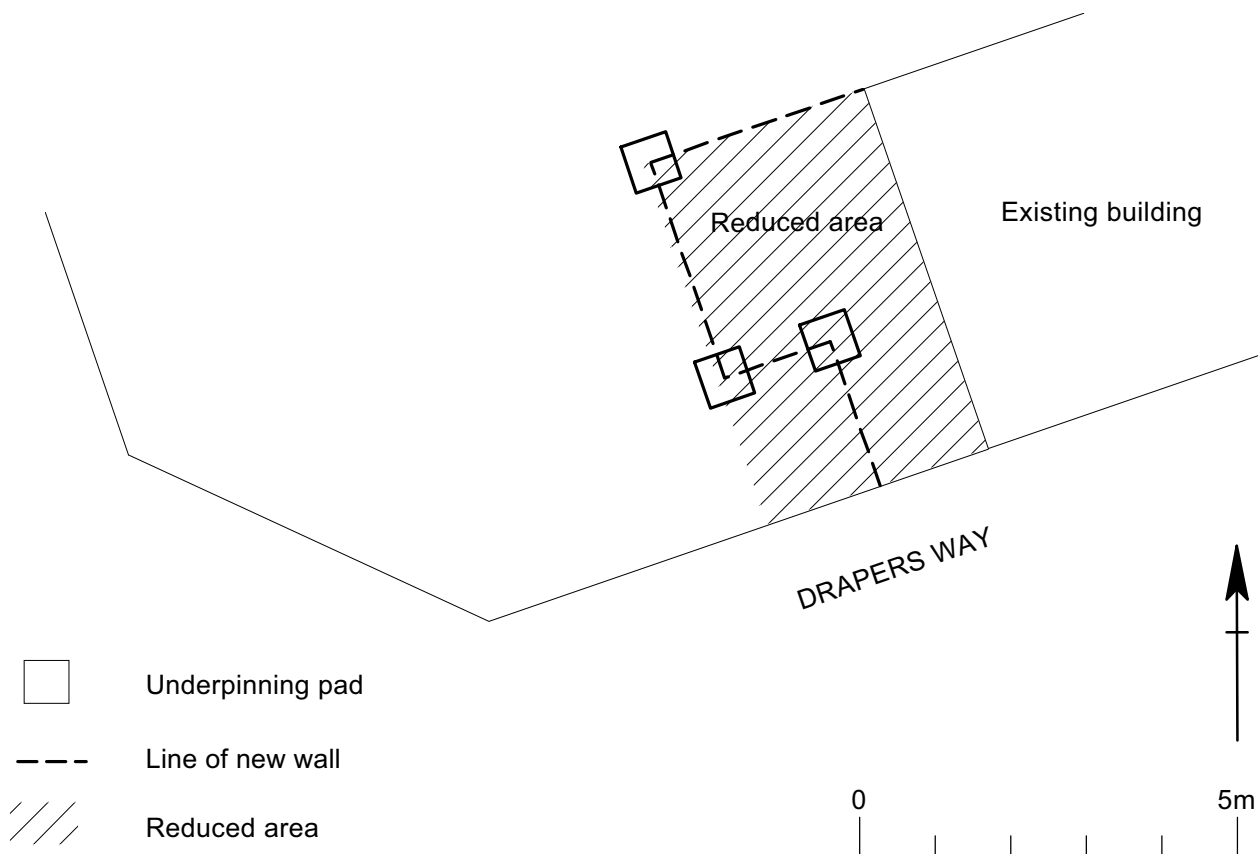 Reduced area
Existing building
DRAPERS WAY
Underpinning pad
Line of new wall
Reduced area
0
5m